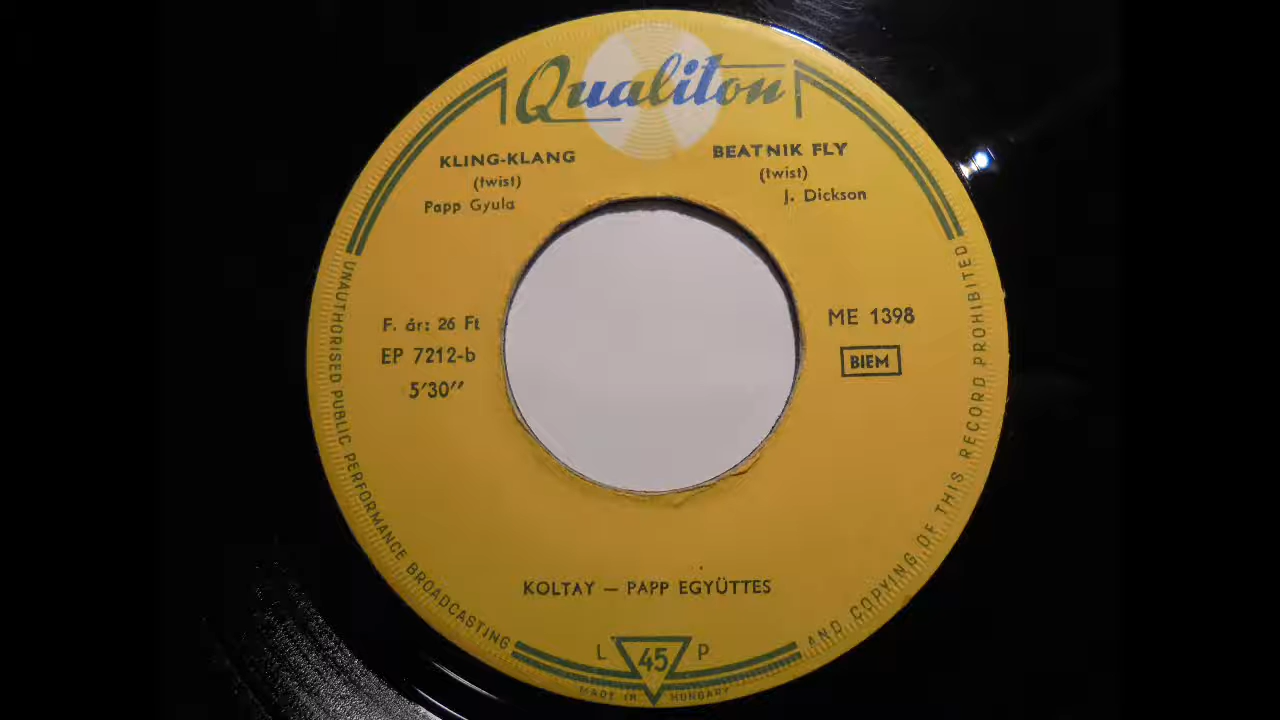 Qualiton
KLING-KLANG
(twist)
Papp Gyula
BEATNIK FLY
(twist)
J. Dickson
F. ár: 26 Ft
EP 7212-b
5′30″
ME 1398
BIEM
KOLTAY — PAPP EGYÜTTES
L 45 P
MADE IN HUNGARY
UNAUTHORISED PUBLIC PERFORMANCE BROADCASTING AND COPYING OF THIS RECORD PROHIBITED